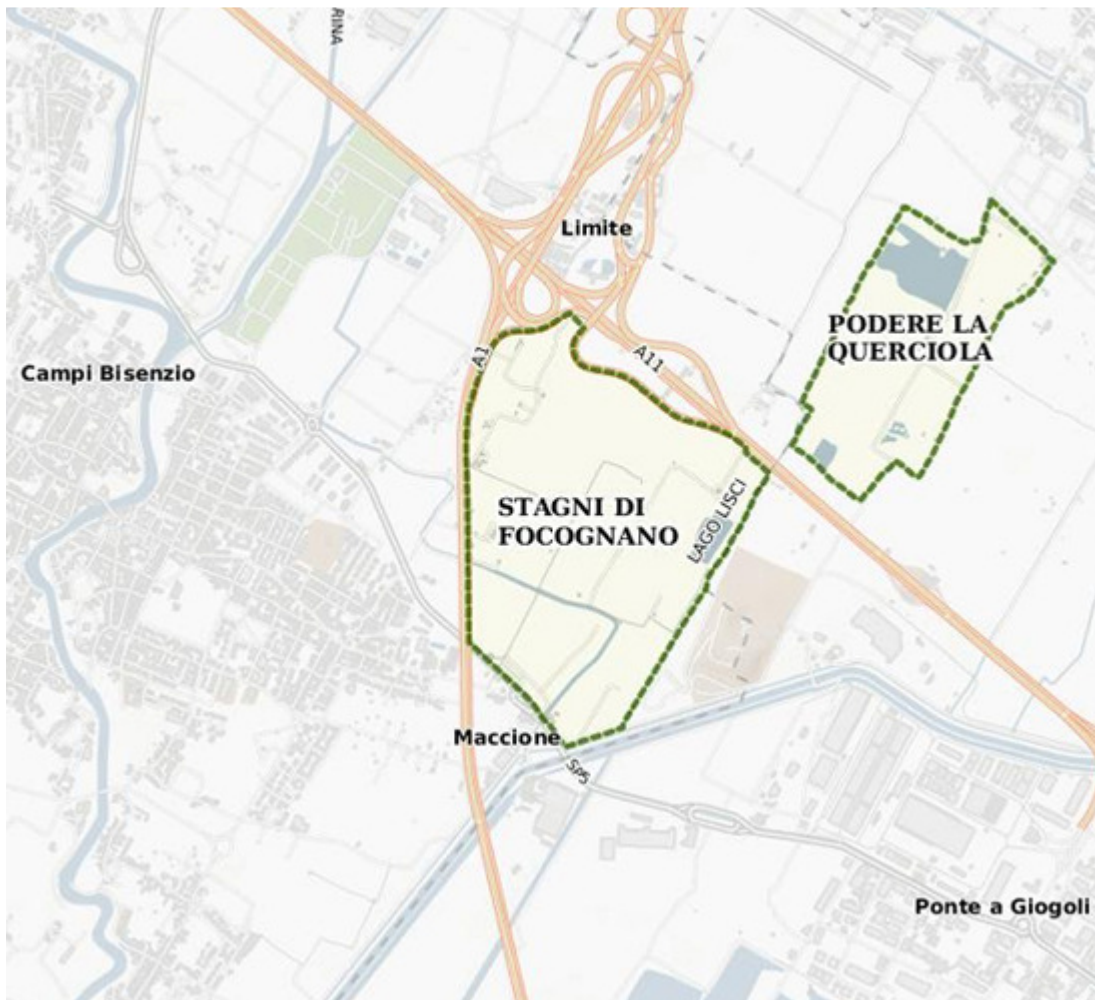 RINA
Limite
PODERE LA
QUERCIOLA
A1
A11
Campi Bisenzio
STAGNI DI
FOCOGNANO
LAGO LISCI
Maccione
SP5
Ponte a Giogoli